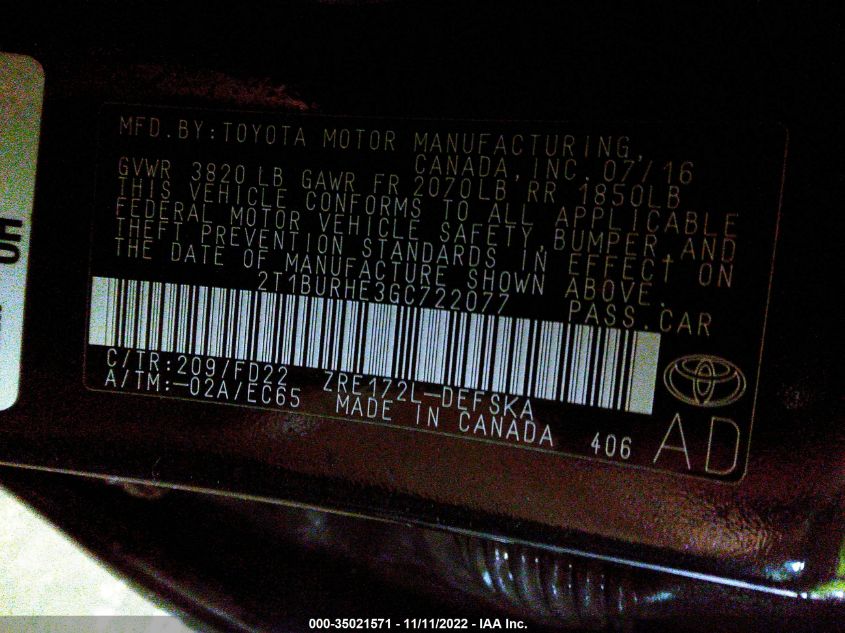 MFD.BY:TOYOTA MOTOR MANUFACTURING,
CANADA,INC. 07/16
GVWR 3820 LB GAWR FR 2070LB RR 1850LB
THIS VEHICLE CONFORMS TO ALL APPLICABLE
FEDERAL MOTOR VEHICLE SAFETY,BUMPER,AND
THEFT PREVENTION STANDARDS IN EFFECT ON
THE DATE OF MANUFACTURE SHOWN ABOVE.
2T1BURHE3GC722077 PASS.CAR
C/TR:209/FD22 ZRE172L-DEFSKA
A/TM:-02A/EC65 MADE IN CANADA 406
AD
000-35021571 - 11/11/2022 - IAA Inc.